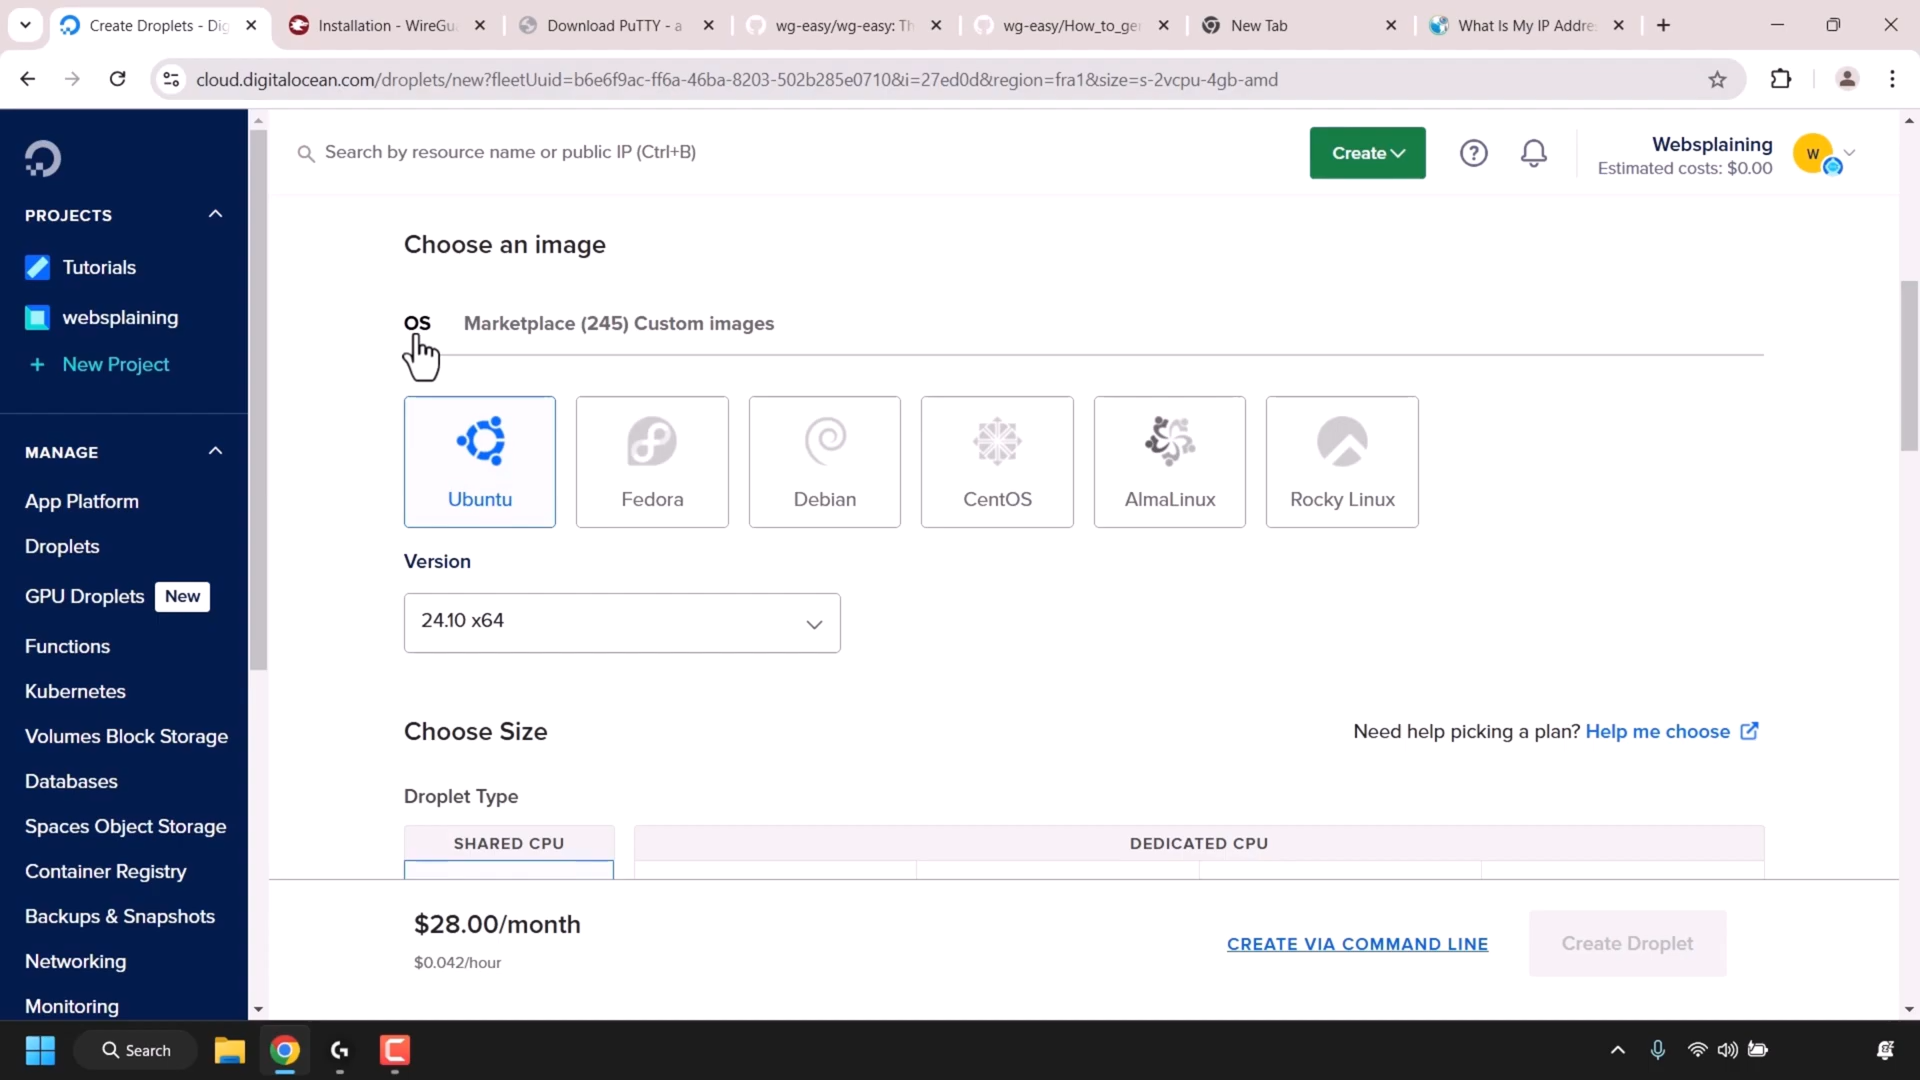 Create Droplets - Dig
Installation - WireGu
Download PuTTY - a
wg-easy/wg-easy: Th
wg-easy/How_to_ger
New Tab
What Is My IP Addre
cloud.digitalocean.com/droplets/new?fleetUuid=b6e6f9ac-ff6a-46ba-8203-502b285e0710&i=27ed0d&region=fra1&size=s-2vcpu-4gb-amd
Search by resource name or public IP (Ctrl+B)
Create
Websplaining
Estimated costs: $0.00
W
PROJECTS
Tutorials
websplaining
+ New Project
MANAGE
App Platform
Droplets
GPU Droplets New
Functions
Kubernetes
Volumes Block Storage
Databases
Spaces Object Storage
Container Registry
Backups & Snapshots
Networking
Monitoring
Choose an image
OS Marketplace (245) Custom images
Ubuntu
Fedora
Debian
CentOS
AlmaLinux
Rocky Linux
Version
24.10 x64
Choose Size
Need help picking a plan? Help me choose
Droplet Type
SHARED CPU
DEDICATED CPU
$28.00/month
$0.042/hour
CREATE VIA COMMAND LINE
Create Droplet
Search